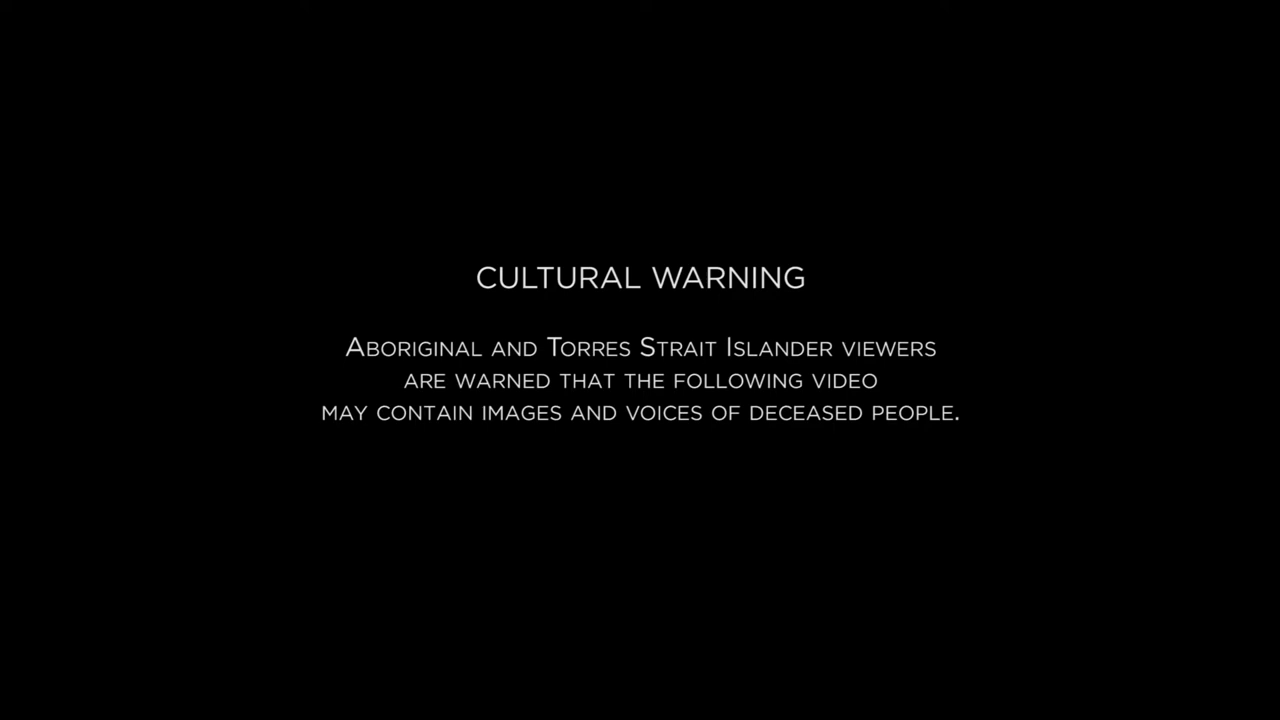 CULTURAL WARNING
ABORIGINAL AND TORRES STRAIT ISLANDER VIEWERS
ARE WARNED THAT THE FOLLOWING VIDEO
MAY CONTAIN IMAGES AND VOICES OF DECEASED PEOPLE.